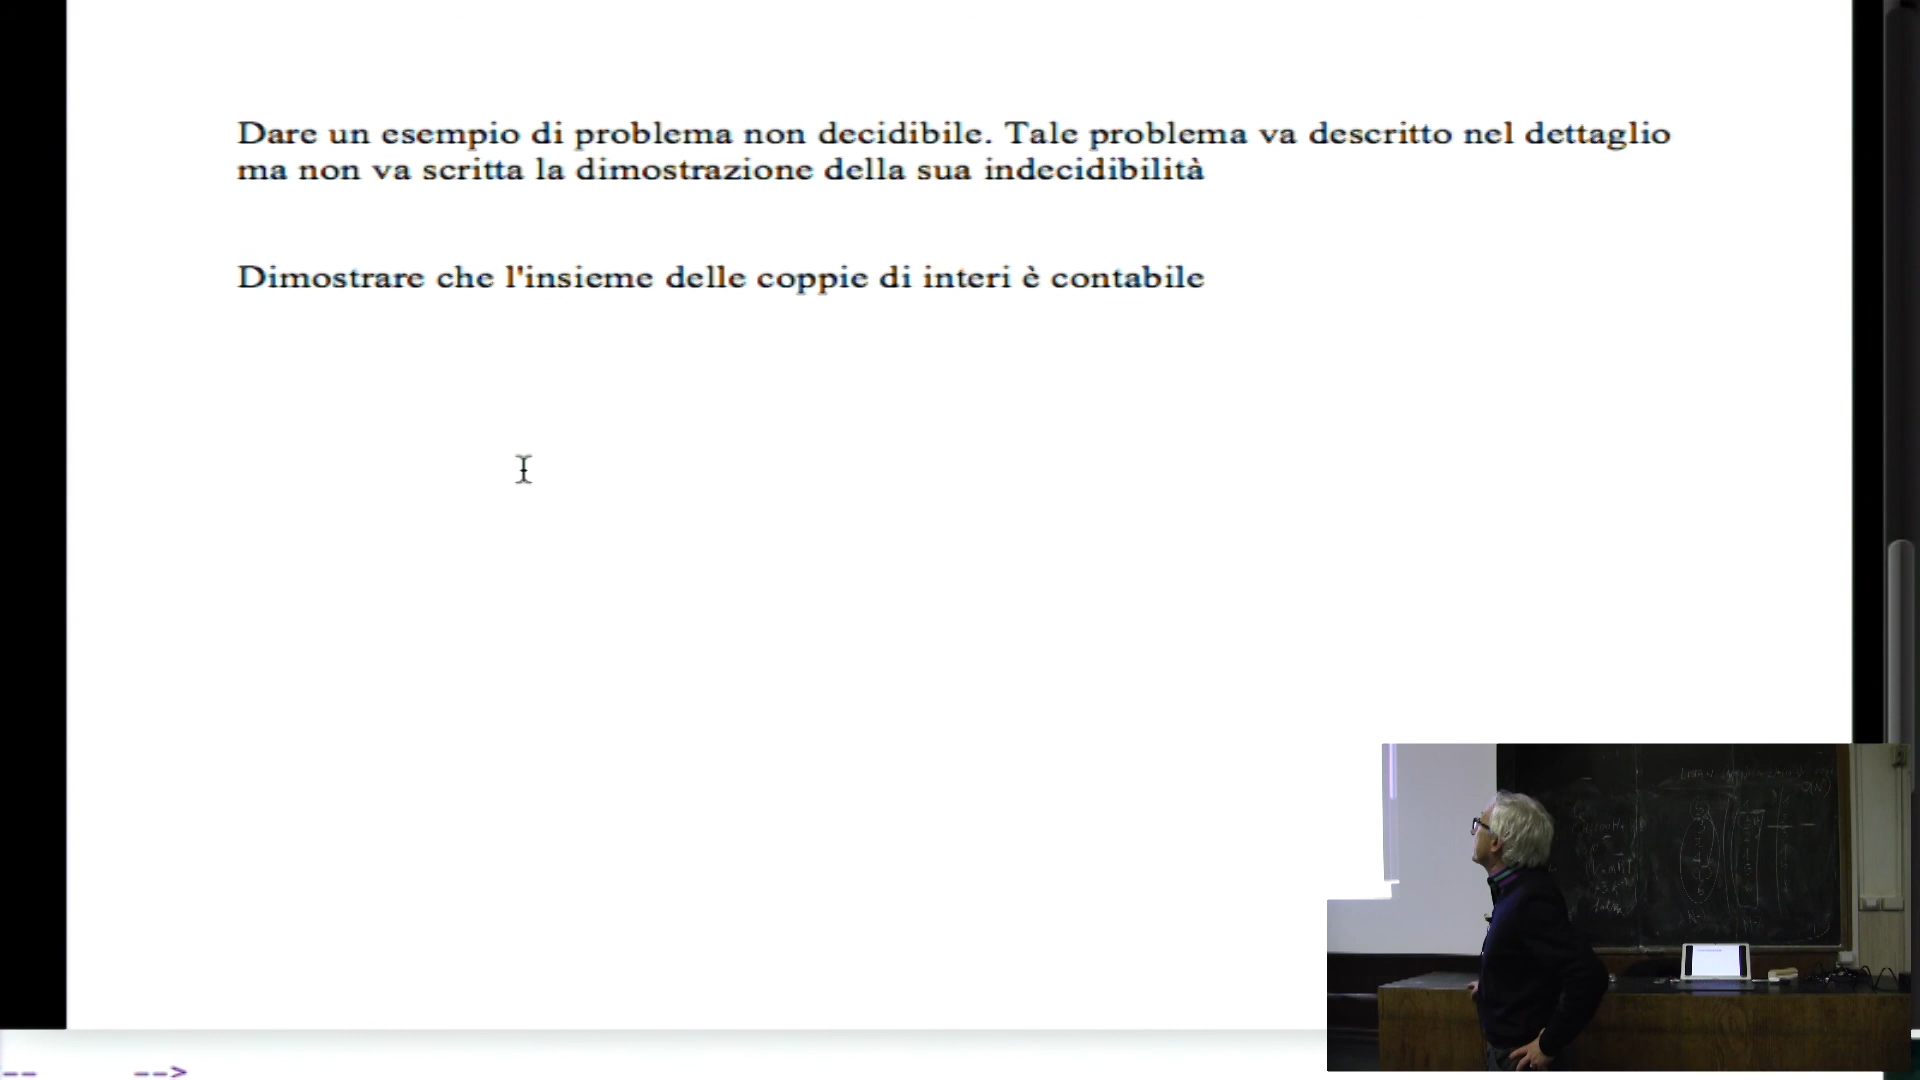 Dare un esempio di problema non decidibile. Tale problema va descritto nel dettaglio
ma non va scritta la dimostrazione della sua indecidibilità
Dimostrare che l'insieme delle coppie di interi è contabile
-- -->